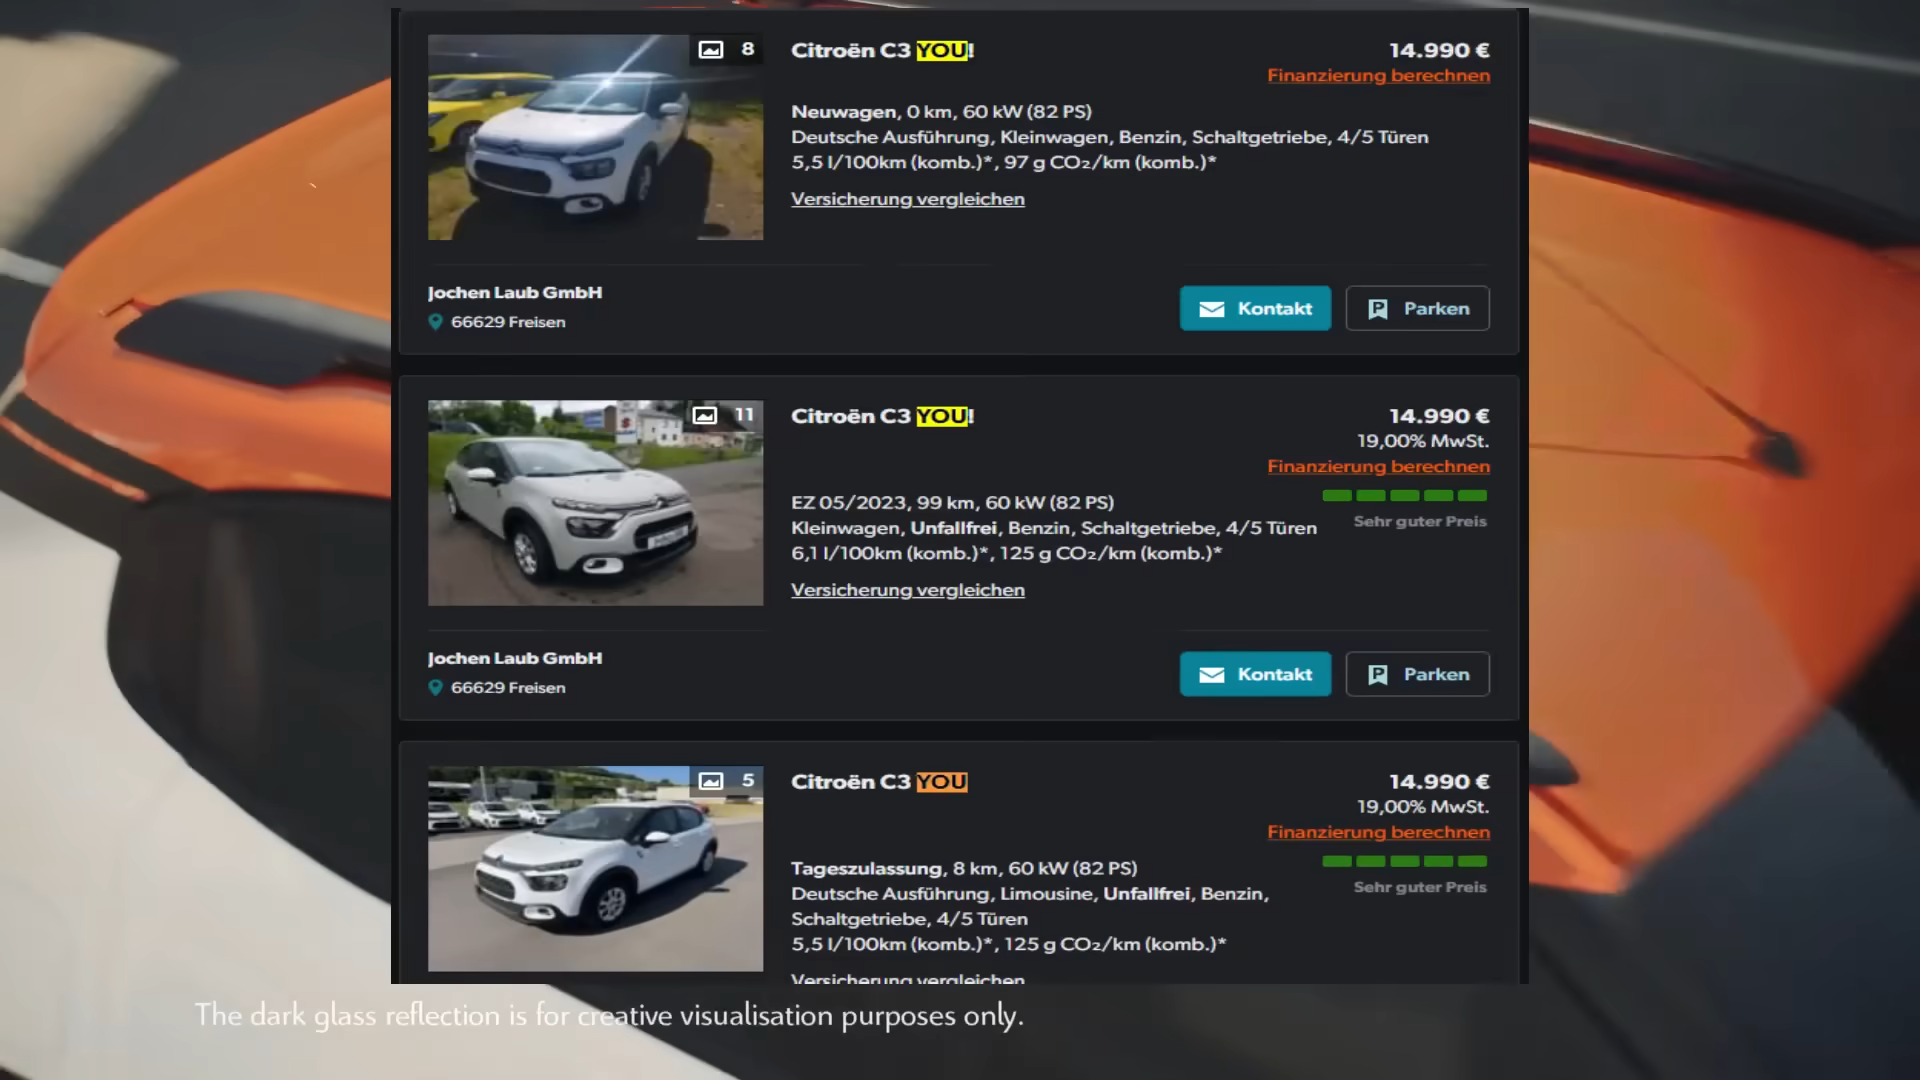 8
Citroën C3 YOU!
14.990 €
Finanzierung berechnen
Neuwagen, 0 km, 60 kW (82 PS)
Deutsche Ausführung, Kleinwagen, Benzin, Schaltgetriebe, 4/5 Türen
5,5 l/100km (komb.)*, 97 g CO₂/km (komb.)*
Versicherung vergleichen
Jochen Laub GmbH
66629 Freisen
Kontakt
Parken
11
Citroën C3 YOU!
14.990 €
19,00% MwSt.
Finanzierung berechnen
EZ 05/2023, 99 km, 60 kW (82 PS)
Sehr guter Preis
Kleinwagen, Unfallfrei, Benzin, Schaltgetriebe, 4/5 Türen
6,1 l/100km (komb.)*, 125 g CO₂/km (komb.)*
Versicherung vergleichen
Jochen Laub GmbH
66629 Freisen
Kontakt
Parken
5
Citroën C3 YOU
14.990 €
19,00% MwSt.
Finanzierung berechnen
Tageszulassung, 8 km, 60 kW (82 PS)
Sehr guter Preis
Deutsche Ausführung, Limousine, Unfallfrei, Benzin,
Schaltgetriebe, 4/5 Türen
5,5 l/100km (komb.)*, 125 g CO₂/km (komb.)*
Versicherung vergleichen
The dark glass reflection is for creative visualisation purposes only.